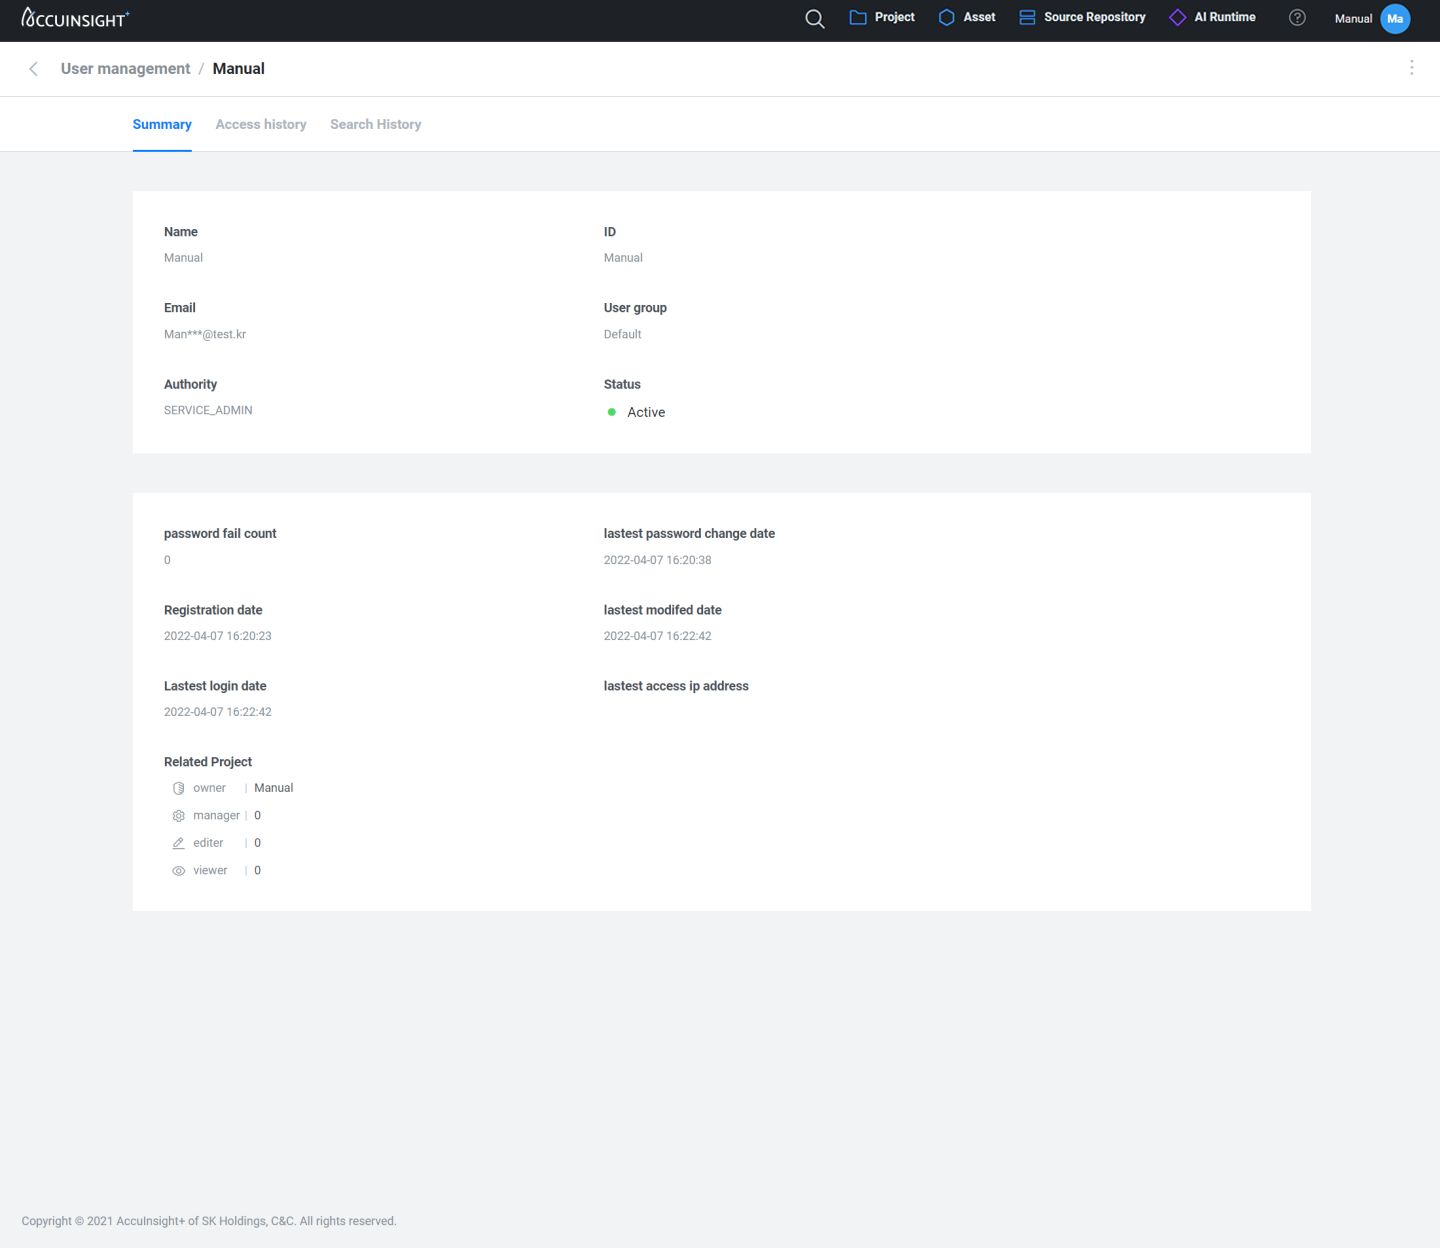 ACCUINSIGHT+
Project
Asset
Source Repository
AI Runtime
?
Manual
Ma
User management / Manual
Summary
Access history
Search History
Name
Manual
ID
Manual
Email
Man***@test.kr
User group
Default
Authority
SERVICE_ADMIN
Status
Active
password fail count
0
lastest password change date
2022-04-07 16:20:38
Registration date
2022-04-07 16:20:23
lastest modifed date
2022-04-07 16:22:42
Lastest login date
2022-04-07 16:22:42
lastest access ip address
Related Project
owner | Manual
manager | 0
editer | 0
viewer | 0
Copyright © 2021 AccuInsight+ of SK Holdings, C&C. All rights reserved.